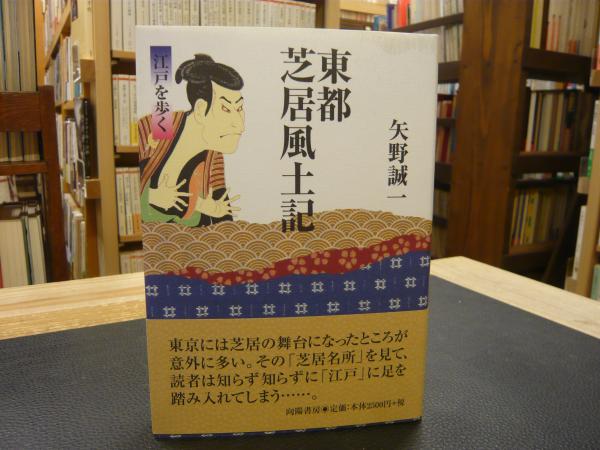 東都
芝居風土記
矢野誠一
江戸を歩く
東京には芝居の舞台になったところが
意外に多い。その「芝居名所」を見て、
読者は知らず知らずに「江戸」に足を
踏み入れてしまう……。
向陽書房●定価:本体2500円+税